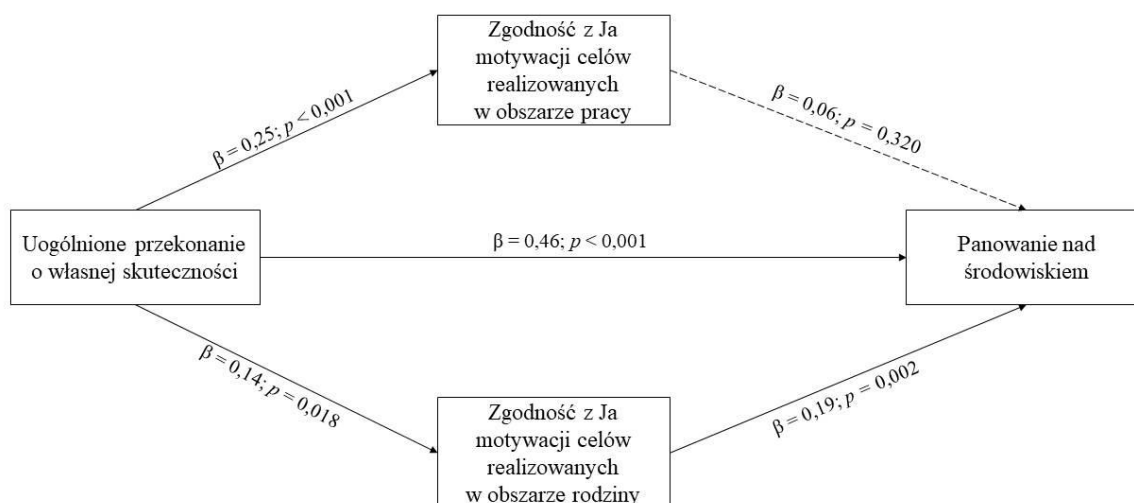 Zgodność z Ja
motywacji celów
realizowanych
w obszarze pracy
β = 0,25; p < 0,001
β = 0,06; p = 0,320
Uogólnione przekonanie
o własnej skuteczności
β = 0,46; p < 0,001
Panowanie nad
środowiskiem
β = 0,14; p = 0,018
β = 0,19; p = 0,002
Zgodność z Ja
motywacji celów
realizowanych
w obszarze rodziny